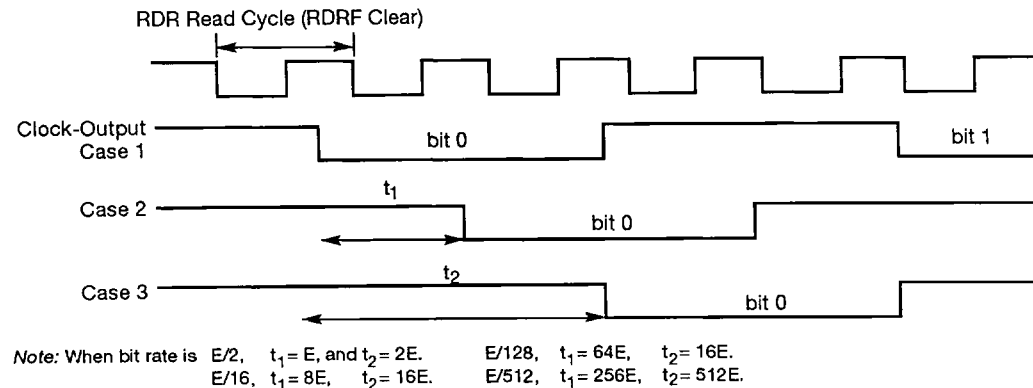 RDR Read Cycle (RDRF Clear)
Clock-Output
Case 1
bit 0
bit 1
t1
Case 2
bit 0
t2
Case 3
bit 0
Note: When bit rate is E/2, t1 = E, and t2 = 2E. E/128, t1 = 64E, t2 = 16E.
E/16, t1 = 8E, t2 = 16E. E/512, t1 = 256E, t2 = 512E.